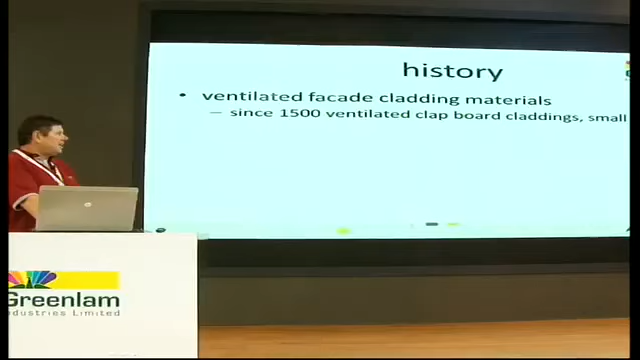 history
• ventilated facade cladding materials
– since 1500 ventilated clap board claddings, small
Greenlam
Industries Limited